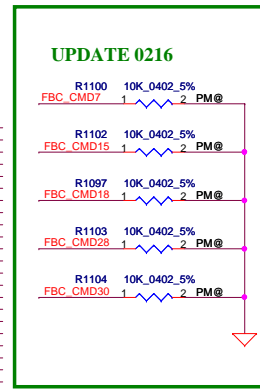 UPDATE 0216
R1100 10K_0402_5%
FBC_CMD7 1 2 PM@
R1102 10K_0402_5%
FBC_CMD15 1 2 PM@
R1097 10K_0402_5%
FBC_CMD18 1 2 PM@
R1103 10K_0402_5%
FBC_CMD28 1 2 PM@
R1104 10K_0402_5%
FBC_CMD30 1 2 PM@